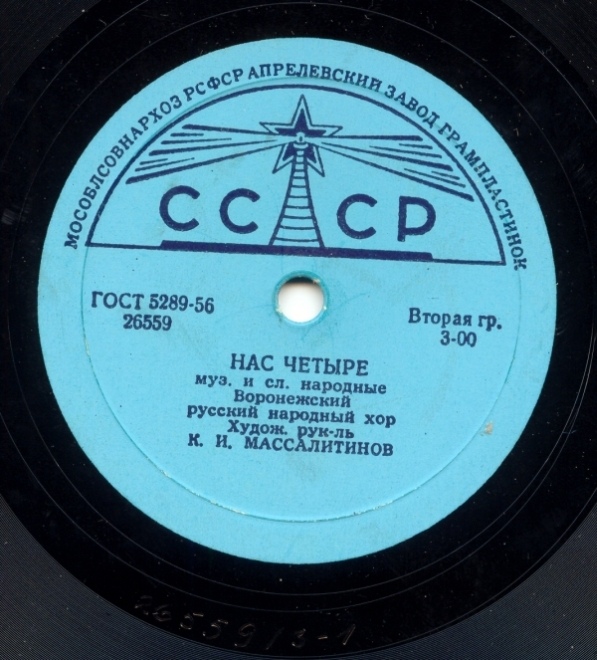 МОСОБЛСОВНАРХОЗ РСФСР АПРЕЛЕВСКИЙ ЗАВОД ГРАМПЛАСТИНОК
СССР
ГОСТ 5289-56
26559
Вторая гр.
3-00
НАС ЧЕТЫРЕ
муз. и сл. народные
Воронежский
русский народный хор
Худож. рук-ль
К. И. МАССАЛИТИНОВ
26559/3-1